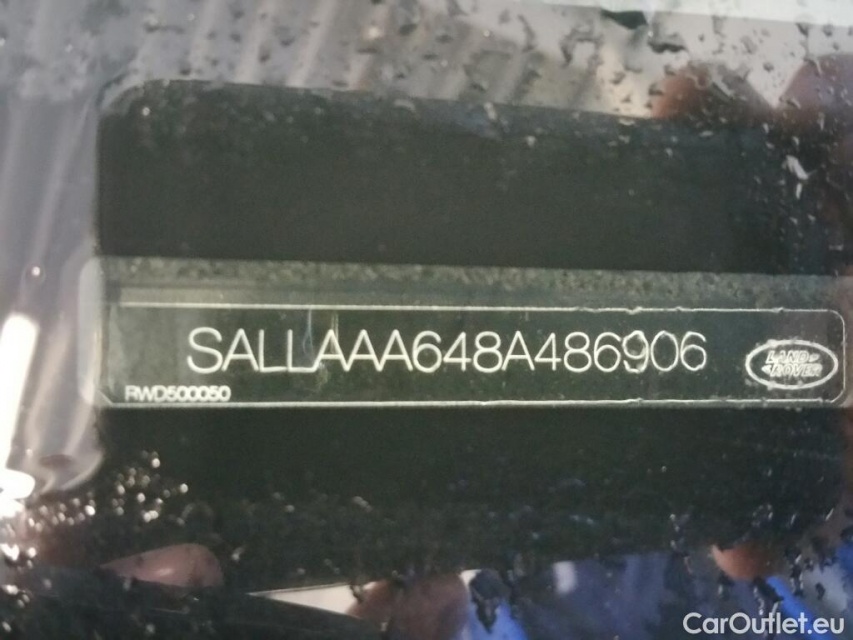 SALLAAA648A486906
RWD500050
LAND-
ROVER
CarOutlet.eu